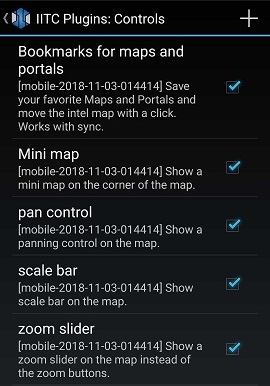 IITC Plugins: Controls
Bookmarks for maps and
portals
[mobile-2018-11-03-014414] Save
your favorite Maps and Portals and
move the intel map with a click.
Works with sync.
Mini map
[mobile-2018-11-03-014414] Show a
mini map on the corner of the map.
pan control
[mobile-2018-11-03-014414] Show a
panning control on the map.
scale bar
[mobile-2018-11-03-014414] Show
scale bar on the map.
zoom slider
[mobile-2018-11-03-014414] Show a
zoom slider on the map instead of
the zoom buttons.